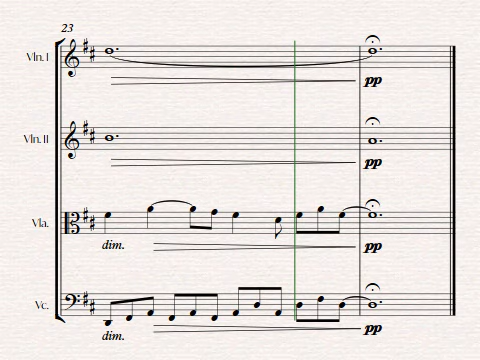 23
Vln. I
pp
Vln. II
pp
Vla.
dim.
pp
Vc.
dim.
pp